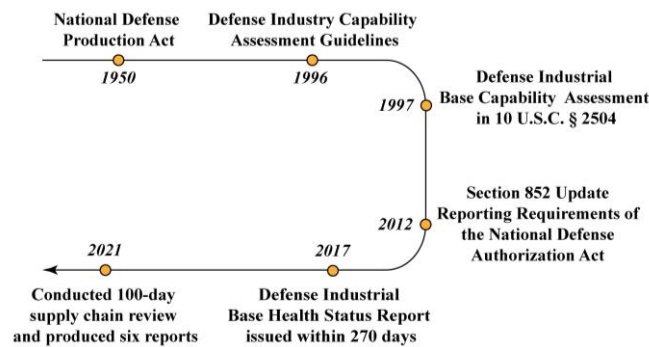 National Defense
Production Act
1950
Defense Industry Capability
Assessment Guidelines
1996
1997
Defense Industrial
Base Capability Assessment
in 10 U.S.C. § 2504
2012
Section 852 Update
Reporting Requirements of
the National Defense
Authorization Act
2017
Defense Industrial
Base Health Status Report
issued within 270 days
2021
Conducted 100-day
supply chain review
and produced six reports